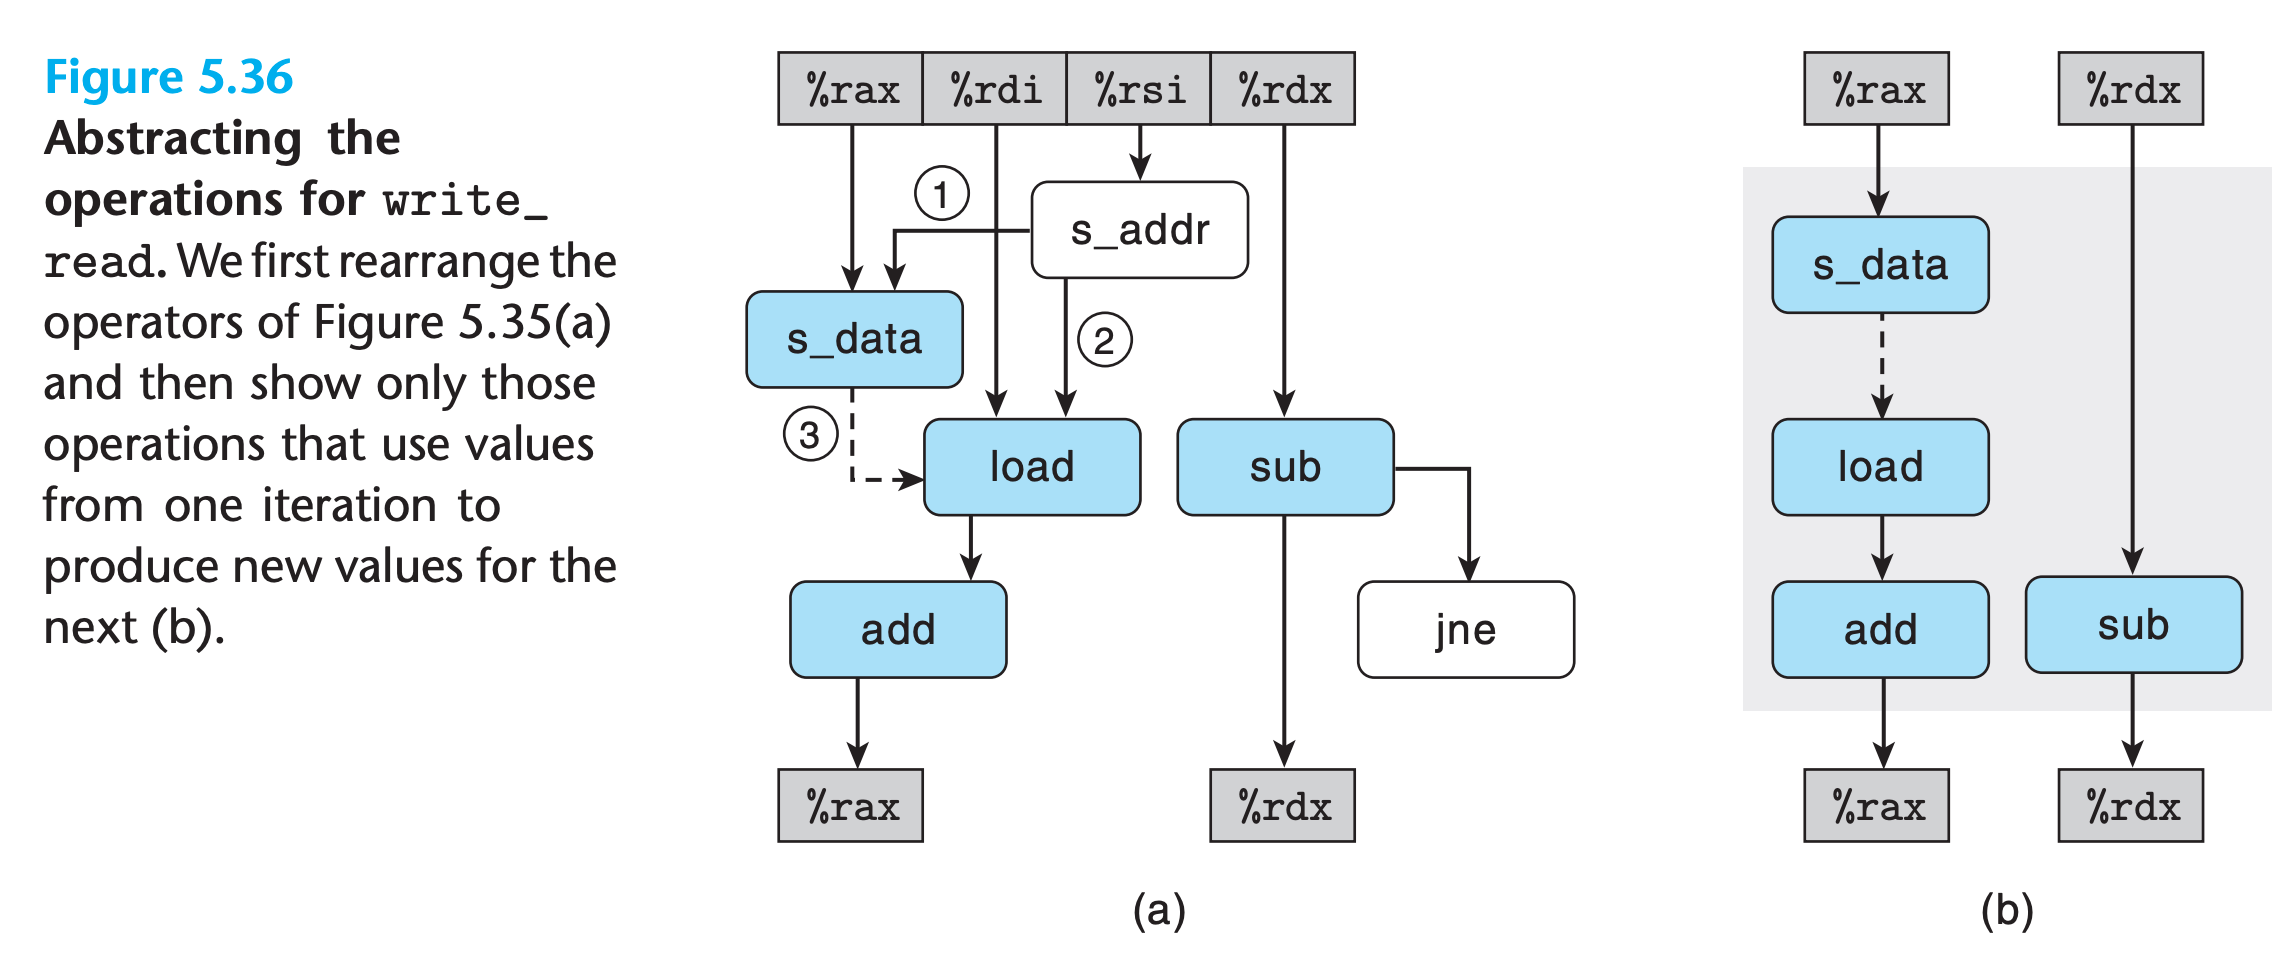 Figure 5.36
Abstracting the
operations for write_
read. We first rearrange the
operators of Figure 5.35(a)
and then show only those
operations that use values
from one iteration to
produce new values for the
next (b).
%rax %rdi %rsi %rdx
1
s_addr
s_data
2
3
load
sub
add
jne
%rax
%rdx
(a)
%rax
%rdx
s_data
load
add
sub
%rax
%rdx
(b)